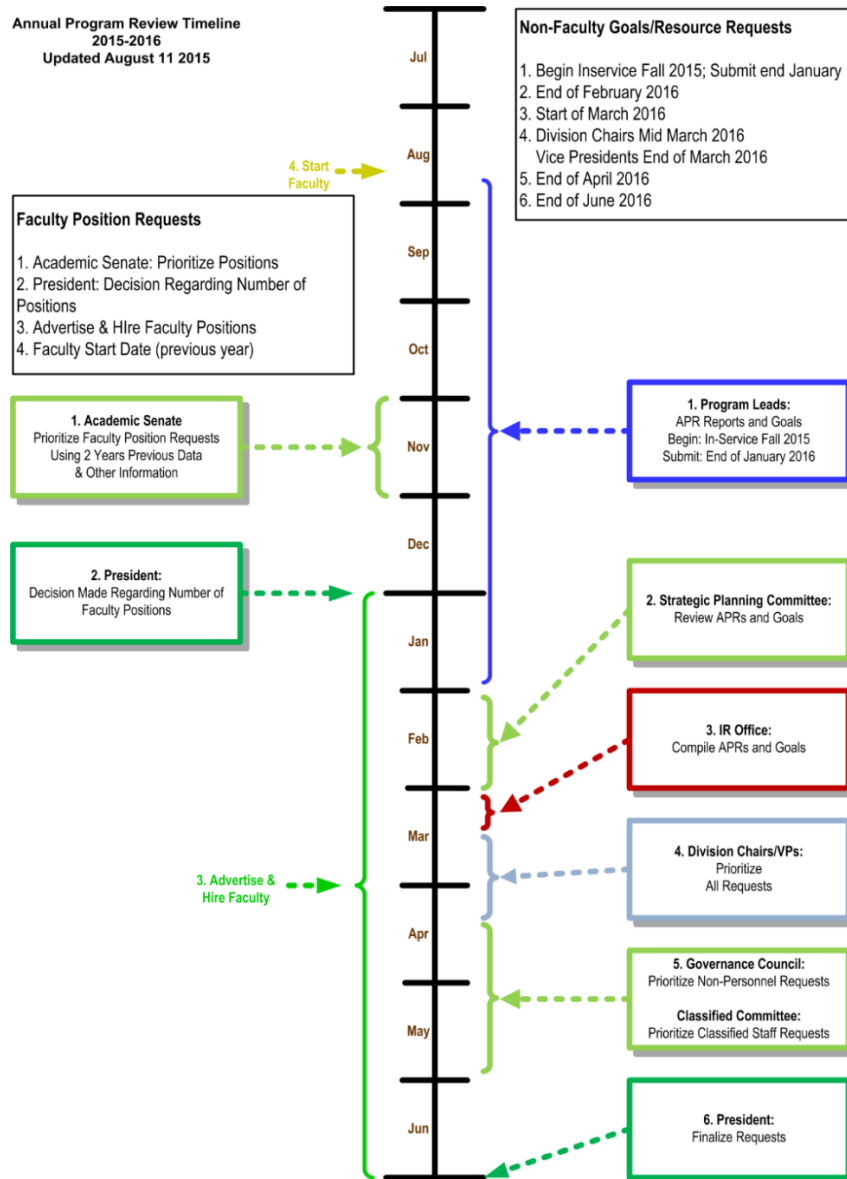 Annual Program Review Timeline
2015-2016
Updated August 11 2015
Non-Faculty Goals/Resource Requests
1. Begin Inservice Fall 2015; Submit end January
2. End of February 2016
3. Start of March 2016
4. Division Chairs Mid March 2016
Vice Presidents End of March 2016
5. End of April 2016
6. End of June 2016
Jul
Aug
4. Start
Faculty
Faculty Position Requests
1. Academic Senate: Prioritize Positions
2. President: Decision Regarding Number of
Positions
3. Advertise & HIre Faculty Positions
4. Faculty Start Date (previous year)
Sep
Oct
1. Academic Senate
Prioritize Faculty Position Requests
Using 2 Years Previous Data
& Other Information
Nov
1. Program Leads:
APR Reports and Goals
Begin: In-Service Fall 2015
Submit: End of January 2016
Dec
2. President:
Decision Made Regarding Number of
Faculty Positions
2. Strategic Planning Committee:
Review APRs and Goals
Jan
Feb
3. IR Office:
Compile APRs and Goals
Mar
4. Division Chairs/VPs:
Prioritize
All Requests
3. Advertise &
Hire Faculty
Apr
5. Governance Council:
Prioritize Non-Personnel Requests
Classified Committee:
Prioritize Classified Staff Requests
May
Jun
6. President:
Finalize Requests